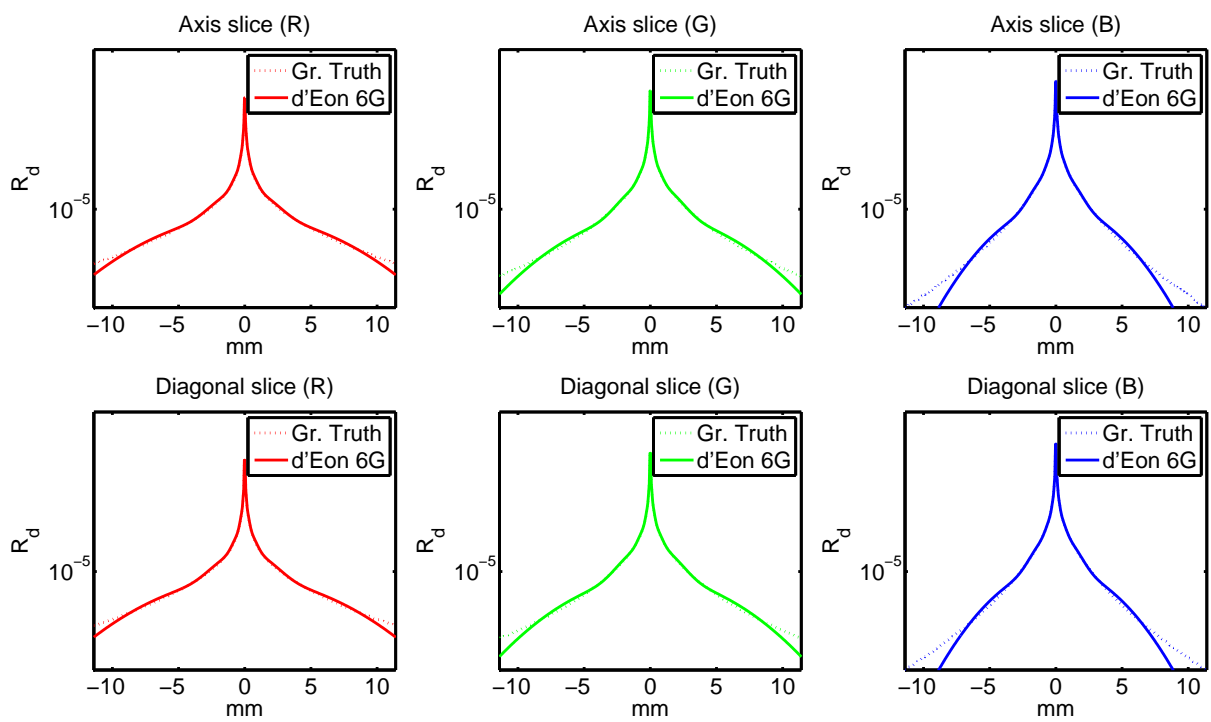 Axis slice (R)
Gr. Truth
d'Eon 6G
R_d
10^−5
−10 −5 0 5 10
mm
Axis slice (G)
Gr. Truth
d'Eon 6G
R_d
10^−5
−10 −5 0 5 10
mm
Axis slice (B)
Gr. Truth
d'Eon 6G
R_d
10^−5
−10 −5 0 5 10
mm
Diagonal slice (R)
Gr. Truth
d'Eon 6G
R_d
10^−5
−10 −5 0 5 10
mm
Diagonal slice (G)
Gr. Truth
d'Eon 6G
R_d
10^−5
−10 −5 0 5 10
mm
Diagonal slice (B)
Gr. Truth
d'Eon 6G
R_d
10^−5
−10 −5 0 5 10
mm